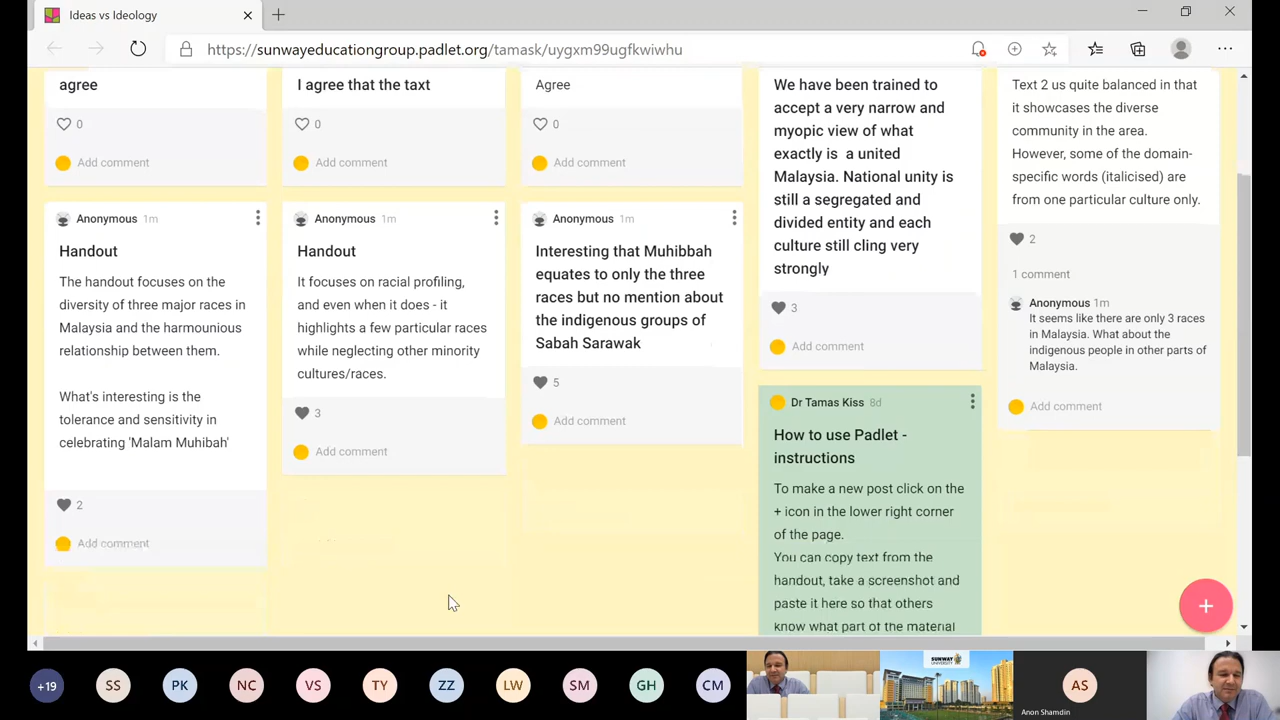 Ideas vs Ideology
https://sunwayeducationgroup.padlet.org/tamask/uygxm99ugfkwiwhu
agree
0
Add comment
Anonymous 1m
Handout
The handout focuses on the
diversity of three major races in
Malaysia and the harmounious
relationship between them.
What's interesting is the
tolerance and sensitivity in
celebrating 'Malam Muhibah'
2
Add comment
I agree that the taxt
0
Add comment
Anonymous 1m
Handout
It focuses on racial profiling,
and even when it does - it
highlights a few particular races
while neglecting other minority
cultures/races.
3
Add comment
Agree
0
Add comment
Anonymous 1m
Interesting that Muhibbah
equates to only the three
races but no mention about
the indigenous groups of
Sabah Sarawak
5
Add comment
We have been trained to
accept a very narrow and
myopic view of what
exactly is a united
Malaysia. National unity is
still a segregated and
divided entity and each
culture still cling very
strongly
3
Add comment
Dr Tamas Kiss 8d
How to use Padlet -
instructions
To make a new post click on the
+ icon in the lower right corner
of the page.
You can copy text from the
handout, take a screenshot and
paste it here so that others
know what part of the material
Text 2 us quite balanced in that
it showcases the diverse
community in the area.
However, some of the domain-
specific words (italicised) are
from one particular culture only.
2
1 comment
Anonymous 1m
It seems like there are only 3 races
in Malaysia. What about the
indigenous people in other parts of
Malaysia.
Add comment
+19 SS PK NC VS TY ZZ LW SM GH CM
SUNWAY
UNIVERSITY
AS
Anon Shamdin